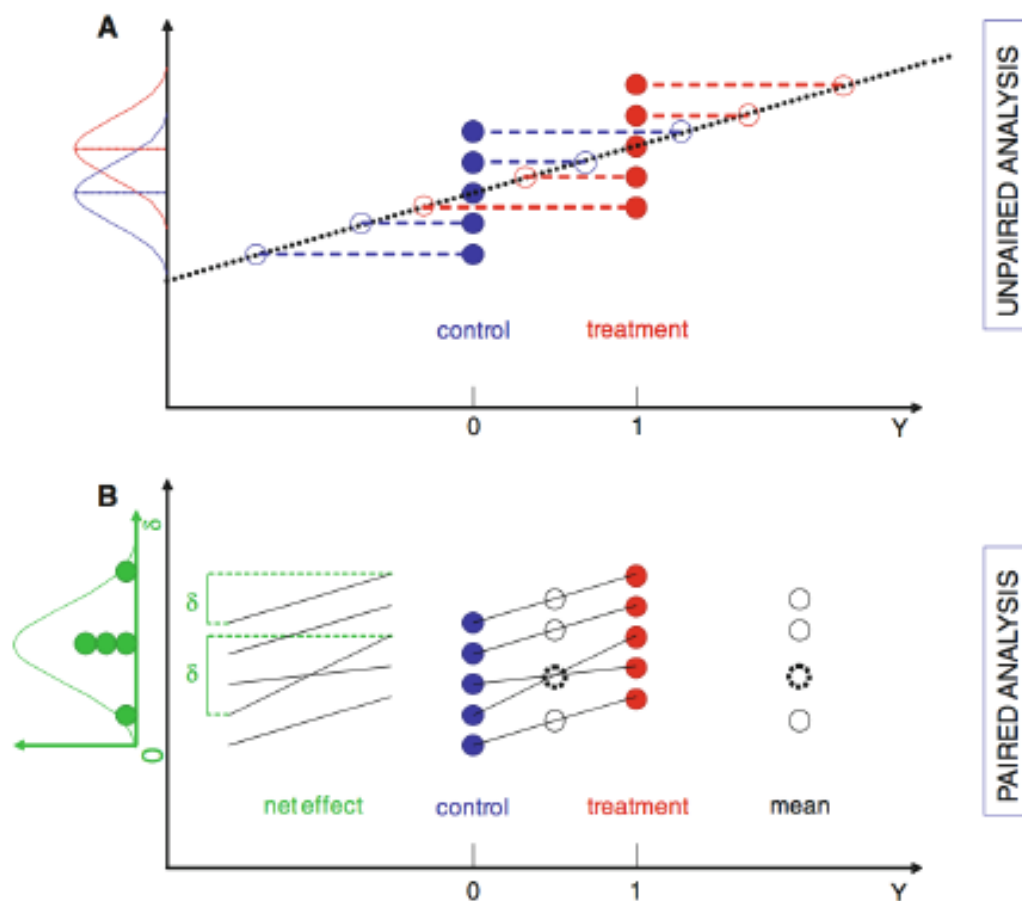 A
UNPAIRED ANALYSIS
control
treatment
0
1
Y
B
δ
δ
δ
0
net effect
control
treatment
mean
PAIRED ANALYSIS
0
1
Y